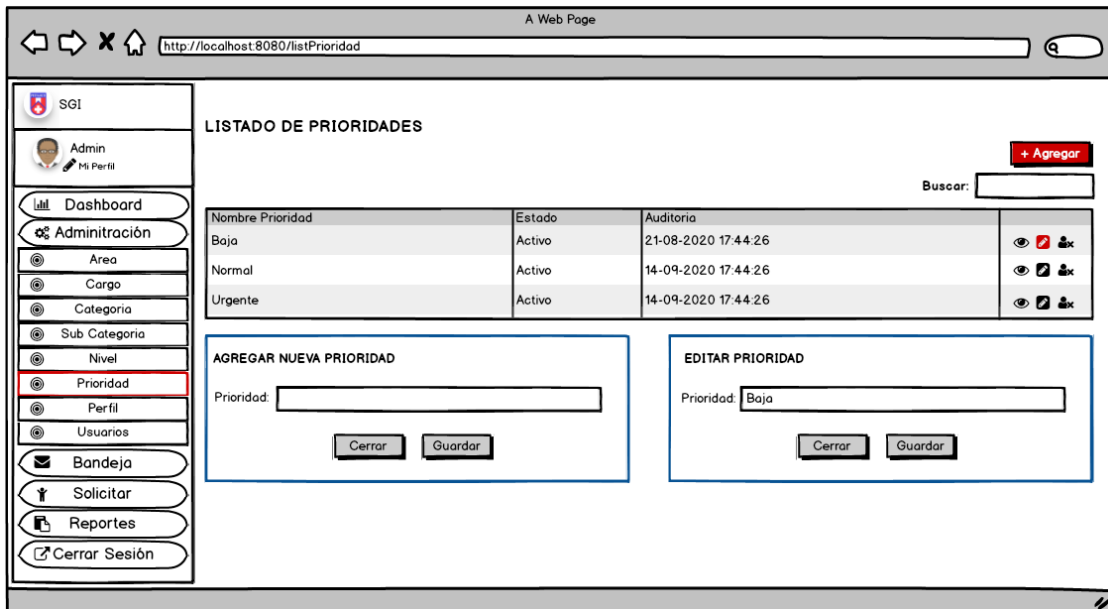 A Web Page
http://localhost:8080/listPrioridad
SGI
Admin
Mi Perfil
Dashboard
Adminitración
Area
Cargo
Categoria
Sub Categoria
Nivel
Prioridad
Perfil
Usuarios
Bandeja
Solicitar
Reportes
Cerrar Sesión
LISTADO DE PRIORIDADES
+ Agregar
Buscar:
Nombre Prioridad Estado Auditoria
Baja Activo 21-08-2020 17:44:26
Normal Activo 14-09-2020 17:44:26
Urgente Activo 14-09-2020 17:44:26
AGREGAR NUEVA PRIORIDAD
Prioridad:
Cerrar Guardar
EDITAR PRIORIDAD
Prioridad: Baja
Cerrar Guardar